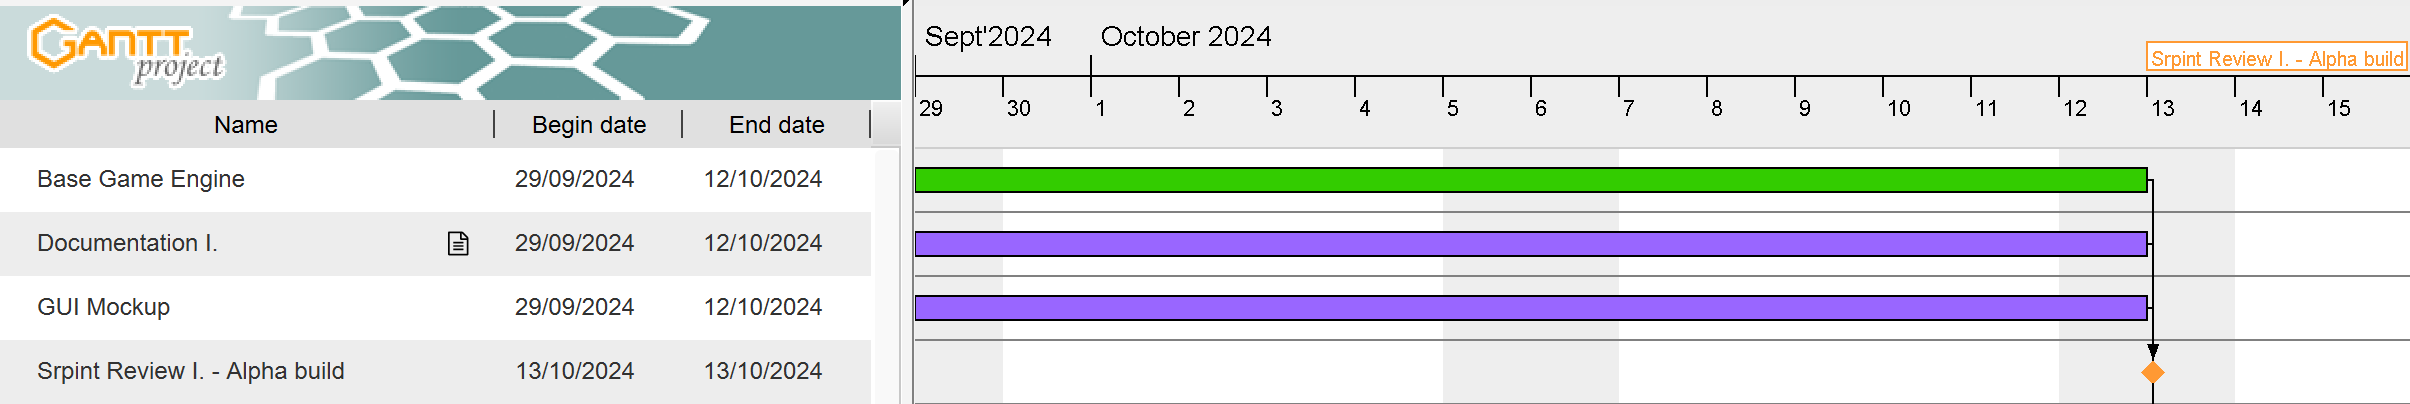 GANTT
project
Sept'2024 October 2024
Srpint Review I. - Alpha build
29 30 1 2 3 4 5 6 7 8 9 10 11 12 13 14 15
Name Begin date End date
Base Game Engine 29/09/2024 12/10/2024
Documentation I. 29/09/2024 12/10/2024
GUI Mockup 29/09/2024 12/10/2024
Srpint Review I. - Alpha build 13/10/2024 13/10/2024